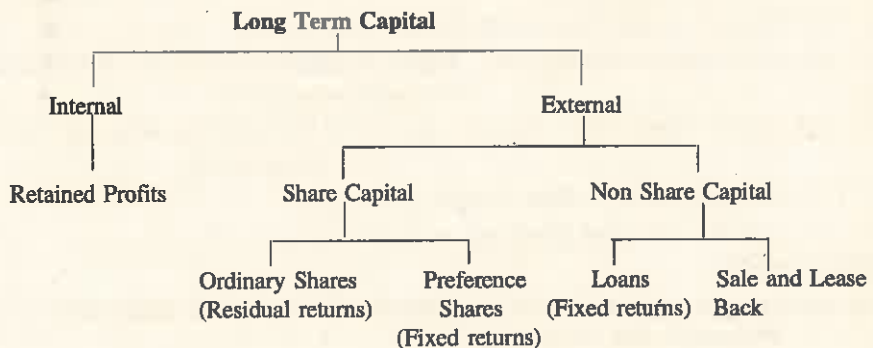 Long Term Capital
Internal
External
Retained Profits
Share Capital
Non Share Capital
Ordinary Shares
(Residual returns)
Preference
Shares
(Fixed returns)
Loans
(Fixed returns)
Sale and Lease
Back